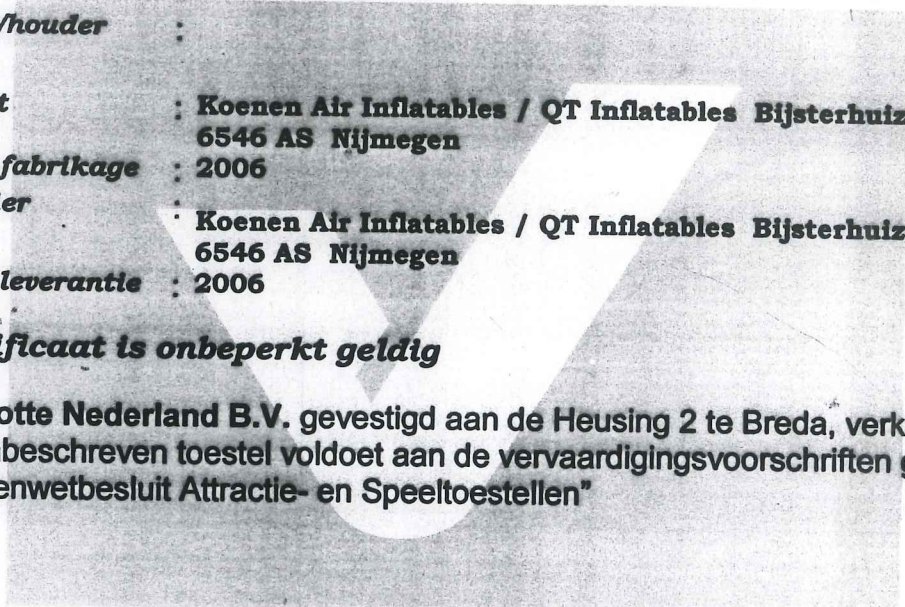 /houder :
t : Koenen Air Inflatables / QT Inflatables Bijsterhuiz
6546 AS Nijmegen
fabrikage : 2006
er :
Koenen Air Inflatables / QT Inflatables Bijsterhuiz
6546 AS Nijmegen
leverantie : 2006
ificaat is onbeperkt geldig
otte Nederland B.V. gevestigd aan de Heusing 2 te Breda, verk
beschreven toestel voldoet aan de vervaardigingsvoorschriften g
enwetbesluit Attractie- en Speeltoestellen"